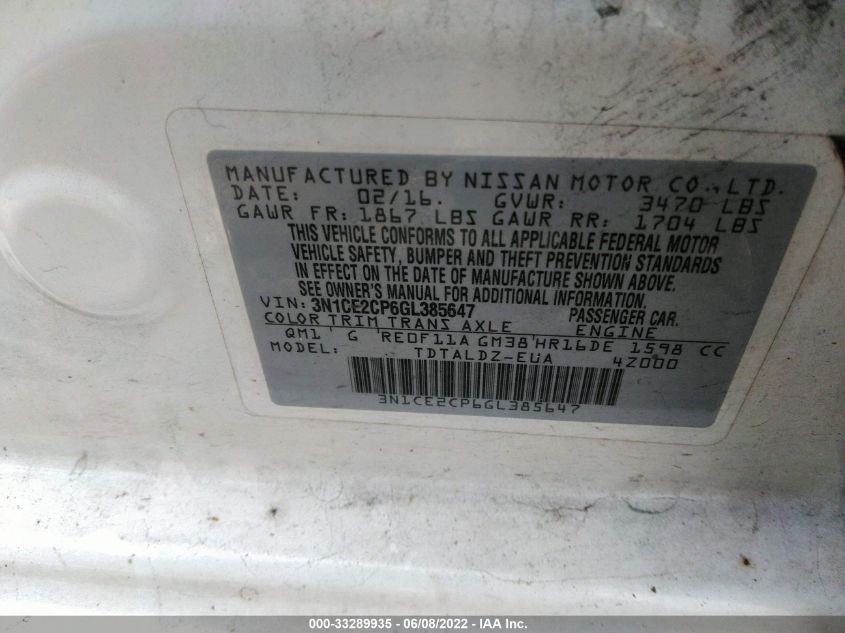 MANUFACTURED BY NISSAN MOTOR CO., LTD.
DATE: 02/16. GVWR: 3470 LBS
GAWR FR: 1867 LBS GAWR RR: 1704 LBS
THIS VEHICLE CONFORMS TO ALL APPLICABLE FEDERAL MOTOR
VEHICLE SAFETY, BUMPER AND THEFT PREVENTION STANDARDS
IN EFFECT ON THE DATE OF MANUFACTURE SHOWN ABOVE.
SEE OWNER'S MANUAL FOR ADDITIONAL INFORMATION.
VIN: 3N1CE2CP6GL385647 PASSENGER CAR.
COLOR TRIM TRANS AXLE ENGINE
QM1 ' G 'RE0F11A GM38'HR16DE 1598 CC
MODEL: TDTALDZ-EUA 4Z000
3N1CE2CP6GL385647
000-33289935 - 06/08/2022 - IAA Inc.